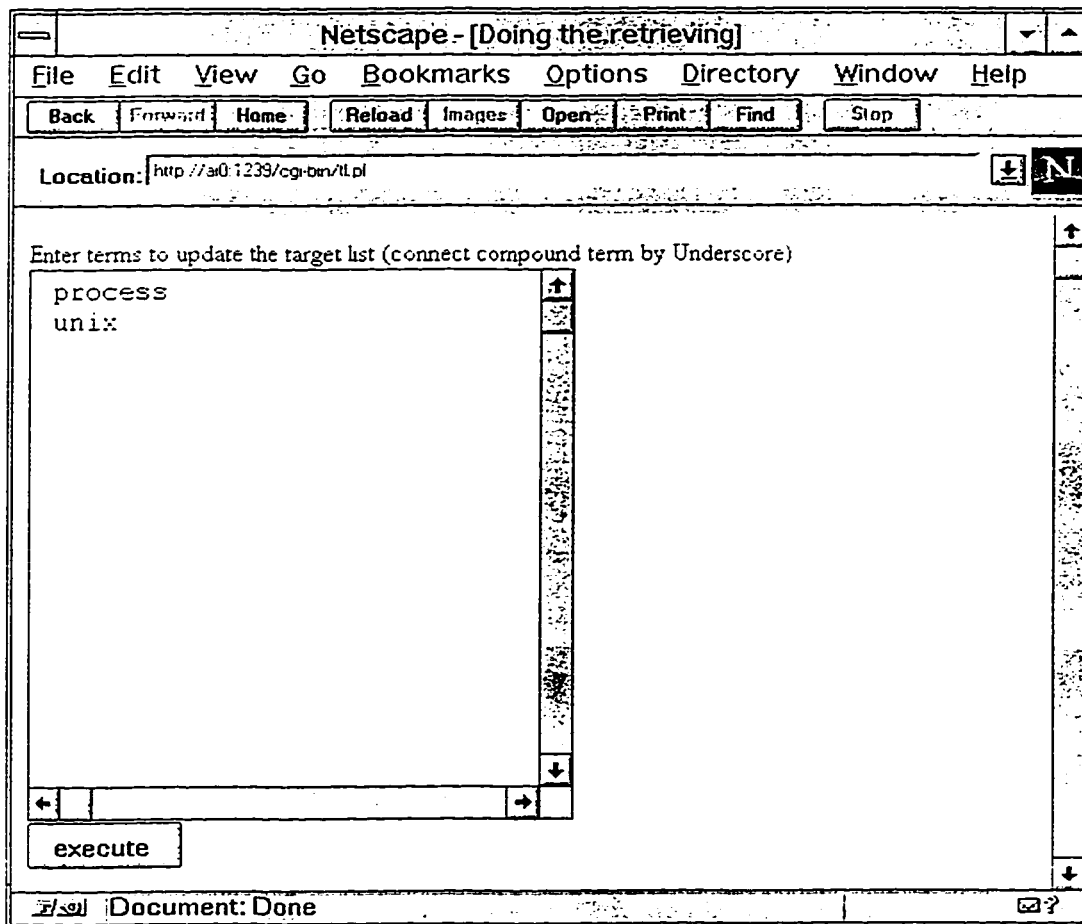 Netscape - [Doing the retrieving]
File Edit View Go Bookmarks Options Directory Window Help
Back Forward Home Reload Images Open Print Find Stop
Location: http://ai0:1239/cgi-bin/tl.pl N
Enter terms to update the target list (connect compound term by Underscore)
process
unix
execute
Document: Done